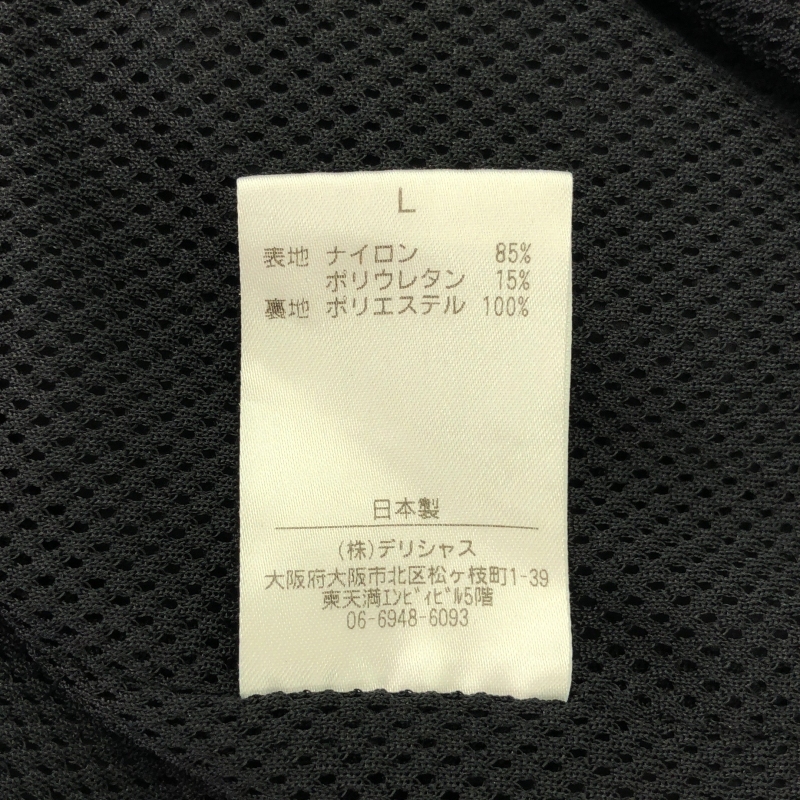 L
表地 ナイロン 85%
ポリウレタン 15%
裏地 ポリエステル 100%
日本製
(株)デリシャス
大阪府大阪市北区松ヶ枝町1-39
東天満ｴﾝﾋﾞｨﾋﾞﾙ5階
06-6948-6093